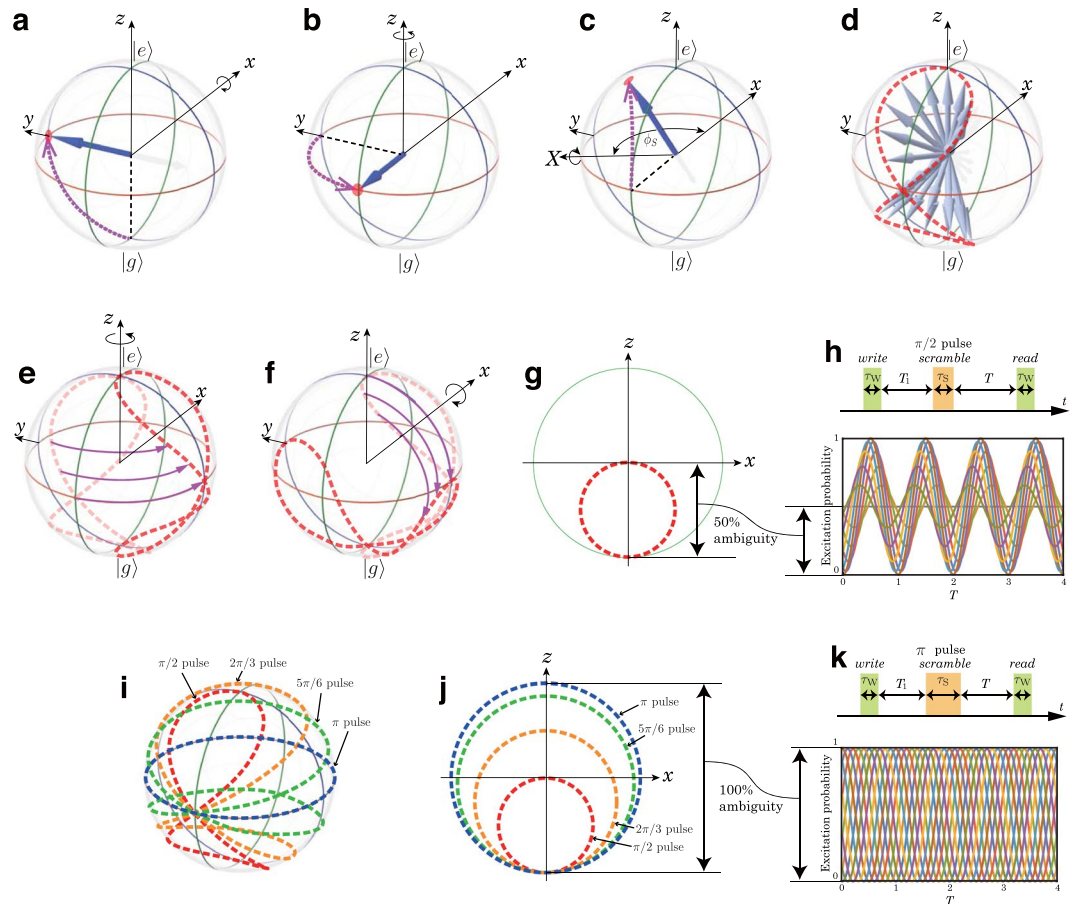 a
z
|e⟩
x
y
|g⟩
b
z
|e⟩
x
y
|g⟩
c
z
|e⟩
x
y
ϕS
X
|g⟩
d
z
|e⟩
x
y
|g⟩
e
z
|e⟩
x
y
|g⟩
f
z
|e⟩
x
y
|g⟩
g
z
x
50%
ambiguity
h
π/2 pulse
write scramble read
τW T1 τS T τW
t
Excitation probability
1
0
0 1 2 3 4
T
i
π/2 pulse
2π/3 pulse
5π/6 pulse
π pulse
j
z
π pulse
5π/6 pulse
x
2π/3 pulse
π/2 pulse
100%
ambiguity
k
π pulse
write scramble read
τW T1 τS T τW
t
Excitation probability
1
0
0 1 2 3 4
T